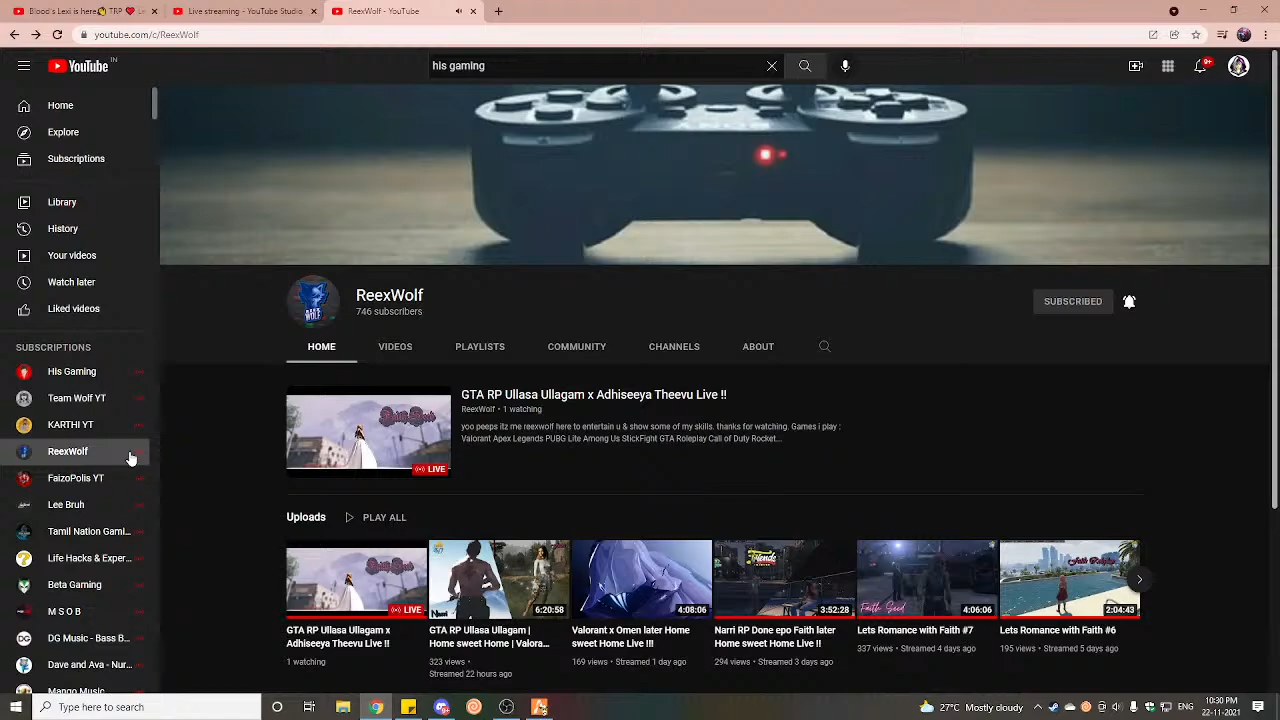 Blood's Lexi is here TRP Le
Live streaming - YouTube Studio
ReexWolf - YouTube
youtube.com/c/ReexWolf
YouTube IN
his gaming
9+
Home
Explore
Subscriptions
Library
History
Your videos
Watch later
Liked videos
SUBSCRIPTIONS
His Gaming
Team Wolf YT
FaizoPolis YT
Lee Bruh
Tamil Nation Gami...
Life Hacks & Exper...
Beta Gaming
M S O B
DG Music - Bass B...
Dave and Ava - Nur...
Mango Music
ReexWolf
746 subscribers
SUBSCRIBED
HOME VIDEOS PLAYLISTS COMMUNITY CHANNELS ABOUT
GTA RP Ullasa Ullagam x Adhiseeya Theevu Live !!
ReexWolf • 1 watching
yoo peeps itz me reexwolf here to entertain u & show some of my skills. thanks for watching. Games i play :
Valorant Apex Legends PUBG Lite Among Us StickFight GTA Roleplay Call of Duty Rocket...
LIVE
Uploads PLAY ALL
LIVE
GTA RP Ullasa Ullagam x
Adhiseeya Theevu Live !!
1 watching
6:20:58
GTA RP Ullasa Ullagam |
Home sweet Home | Valora...
323 views •
Streamed 22 hours ago
4:08:06
Valorant x Omen later Home
sweet Home Live !!!
169 views • Streamed 1 day ago
3:52:28
Narri RP Done epo Faith later
Home sweet Home Live !!
294 views • Streamed 3 days ago
Faith Seed
4:06:06
Lets Romance with Faith #7
337 views • Streamed 4 days ago
2:04:43
Lets Romance with Faith #6
195 views • Streamed 5 days ago
Type here to search
27°C Mostly cloudy
10:30 PM
22-11-2021